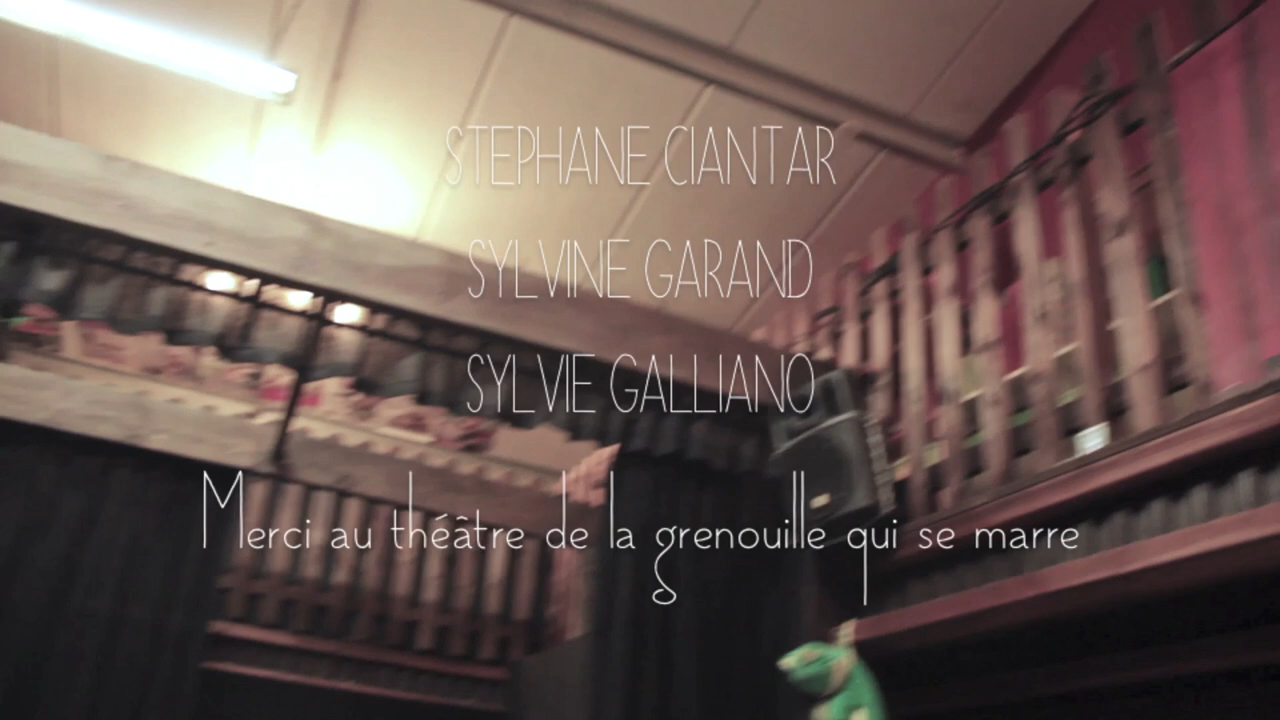 STEPHANE CIANTAR
SYLVINE GARAND
SYLVIE GALLIANO
Merci au théâtre de la grenouille qui se marre